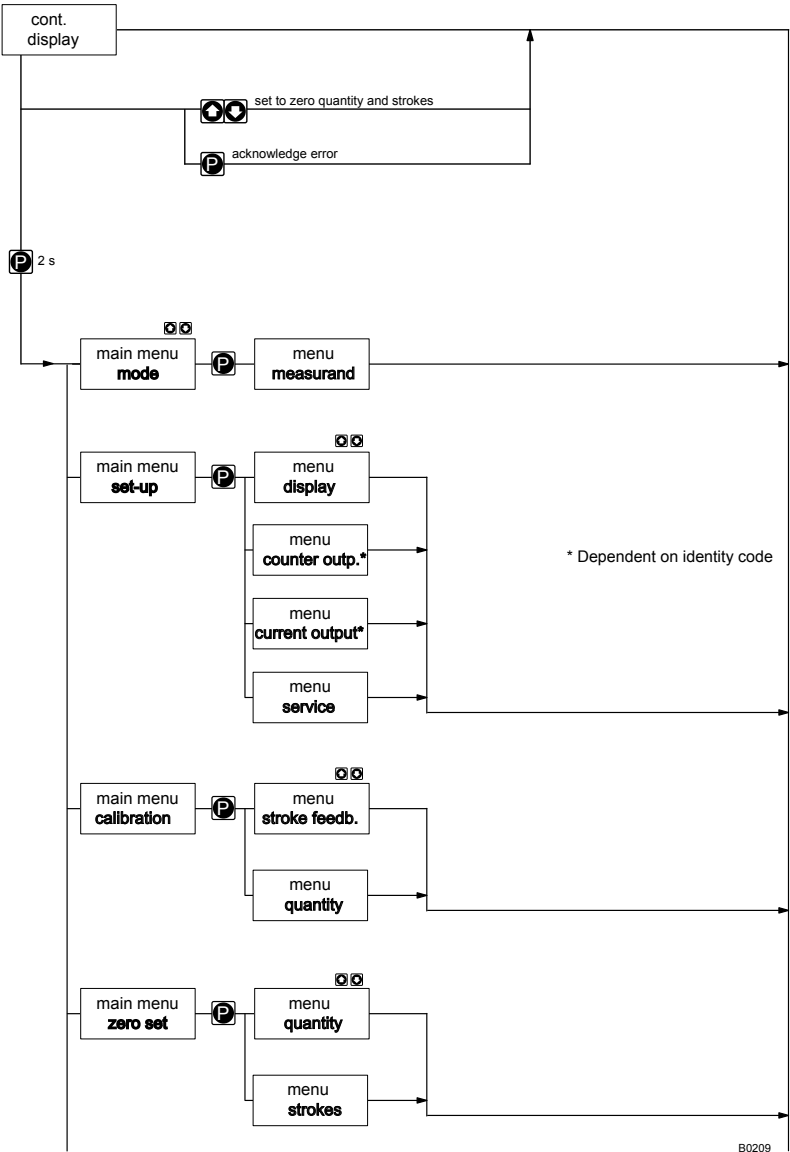 cont.
display
set to zero quantity and strokes
P
acknowledge error
P
2 s
main menu
mode
P
menu
measurand
main menu
set-up
P
menu
display
menu
counter outp.*
* Dependent on identity code
menu
current output*
menu
service
main menu
calibration
P
menu
stroke feedb.
menu
quantity
main menu
zero set
P
menu
quantity
menu
strokes
B0209